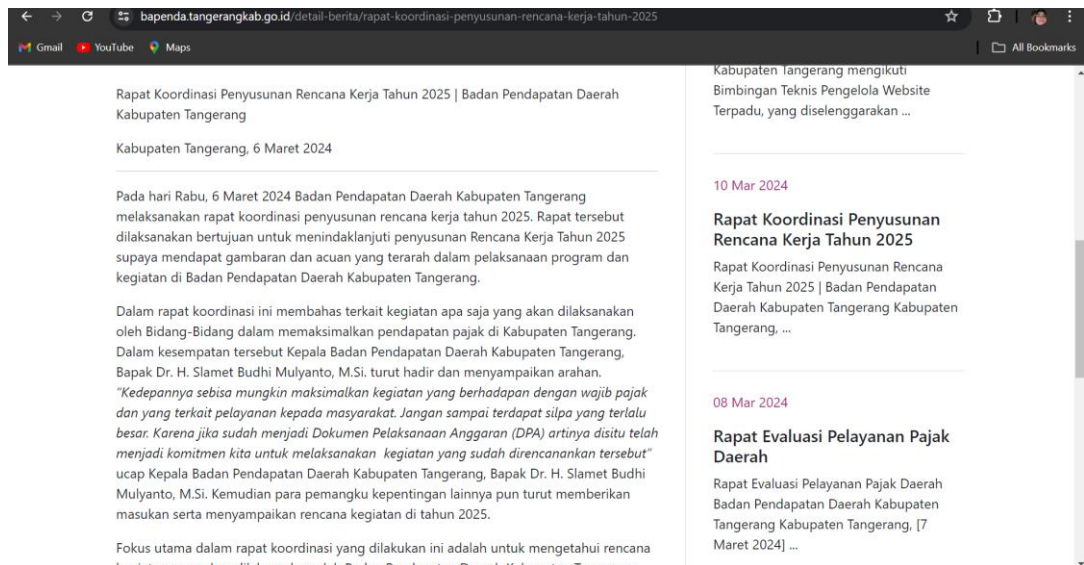 bapenda.tangerangkab.go.id/detail-berita/rapat-koordinasi-penyusunan-rencana-kerja-tahun-2025
Gmail
YouTube
Maps
All Bookmarks
Rapat Koordinasi Penyusunan Rencana Kerja Tahun 2025 | Badan Pendapatan Daerah
Kabupaten Tangerang
Kabupaten Tangerang, 6 Maret 2024
Pada hari Rabu, 6 Maret 2024 Badan Pendapatan Daerah Kabupaten Tangerang
melaksanakan rapat koordinasi penyusunan rencana kerja tahun 2025. Rapat tersebut
dilaksanakan bertujuan untuk menindaklanjuti penyusunan Rencana Kerja Tahun 2025
supaya mendapat gambaran dan acuan yang terarah dalam pelaksanaan program dan
kegiatan di Badan Pendapatan Daerah Kabupaten Tangerang.
Dalam rapat koordinasi ini membahas terkait kegiatan apa saja yang akan dilaksanakan
oleh Bidang-Bidang dalam memaksimalkan pendapatan pajak di Kabupaten Tangerang.
Dalam kesempatan tersebut Kepala Badan Pendapatan Daerah Kabupaten Tangerang,
Bapak Dr. H. Slamet Budhi Mulyanto, M.Si. turut hadir dan menyampaikan arahan.
"Kedepannya sebisa mungkin maksimalkan kegiatan yang berhadapan dengan wajib pajak
dan yang terkait pelayanan kepada masyarakat. Jangan sampai terdapat silpa yang terlalu
besar. Karena jika sudah menjadi Dokumen Pelaksanaan Anggaran (DPA) artinya disitu telah
menjadi komitmen kita untuk melaksanakan kegiatan yang sudah direncanankan tersebut"
ucap Kepala Badan Pendapatan Daerah Kabupaten Tangerang, Bapak Dr. H. Slamet Budhi
Mulyanto, M.Si. Kemudian para pemangku kepentingan lainnya pun turut memberikan
masukan serta menyampaikan rencana kegiatan di tahun 2025.
Fokus utama dalam rapat koordinasi yang dilakukan ini adalah untuk mengetahui rencana
Kabupaten Tangerang mengikuti
Bimbingan Teknis Pengelola Website
Terpadu, yang diselenggarakan ...
10 Mar 2024
Rapat Koordinasi Penyusunan
Rencana Kerja Tahun 2025
Rapat Koordinasi Penyusunan Rencana
Kerja Tahun 2025 | Badan Pendapatan
Daerah Kabupaten Tangerang Kabupaten
Tangerang, ...
08 Mar 2024
Rapat Evaluasi Pelayanan Pajak
Daerah
Rapat Evaluasi Pelayanan Pajak Daerah
Badan Pendapatan Daerah Kabupaten
Tangerang Kabupaten Tangerang, [7
Maret 2024] ...